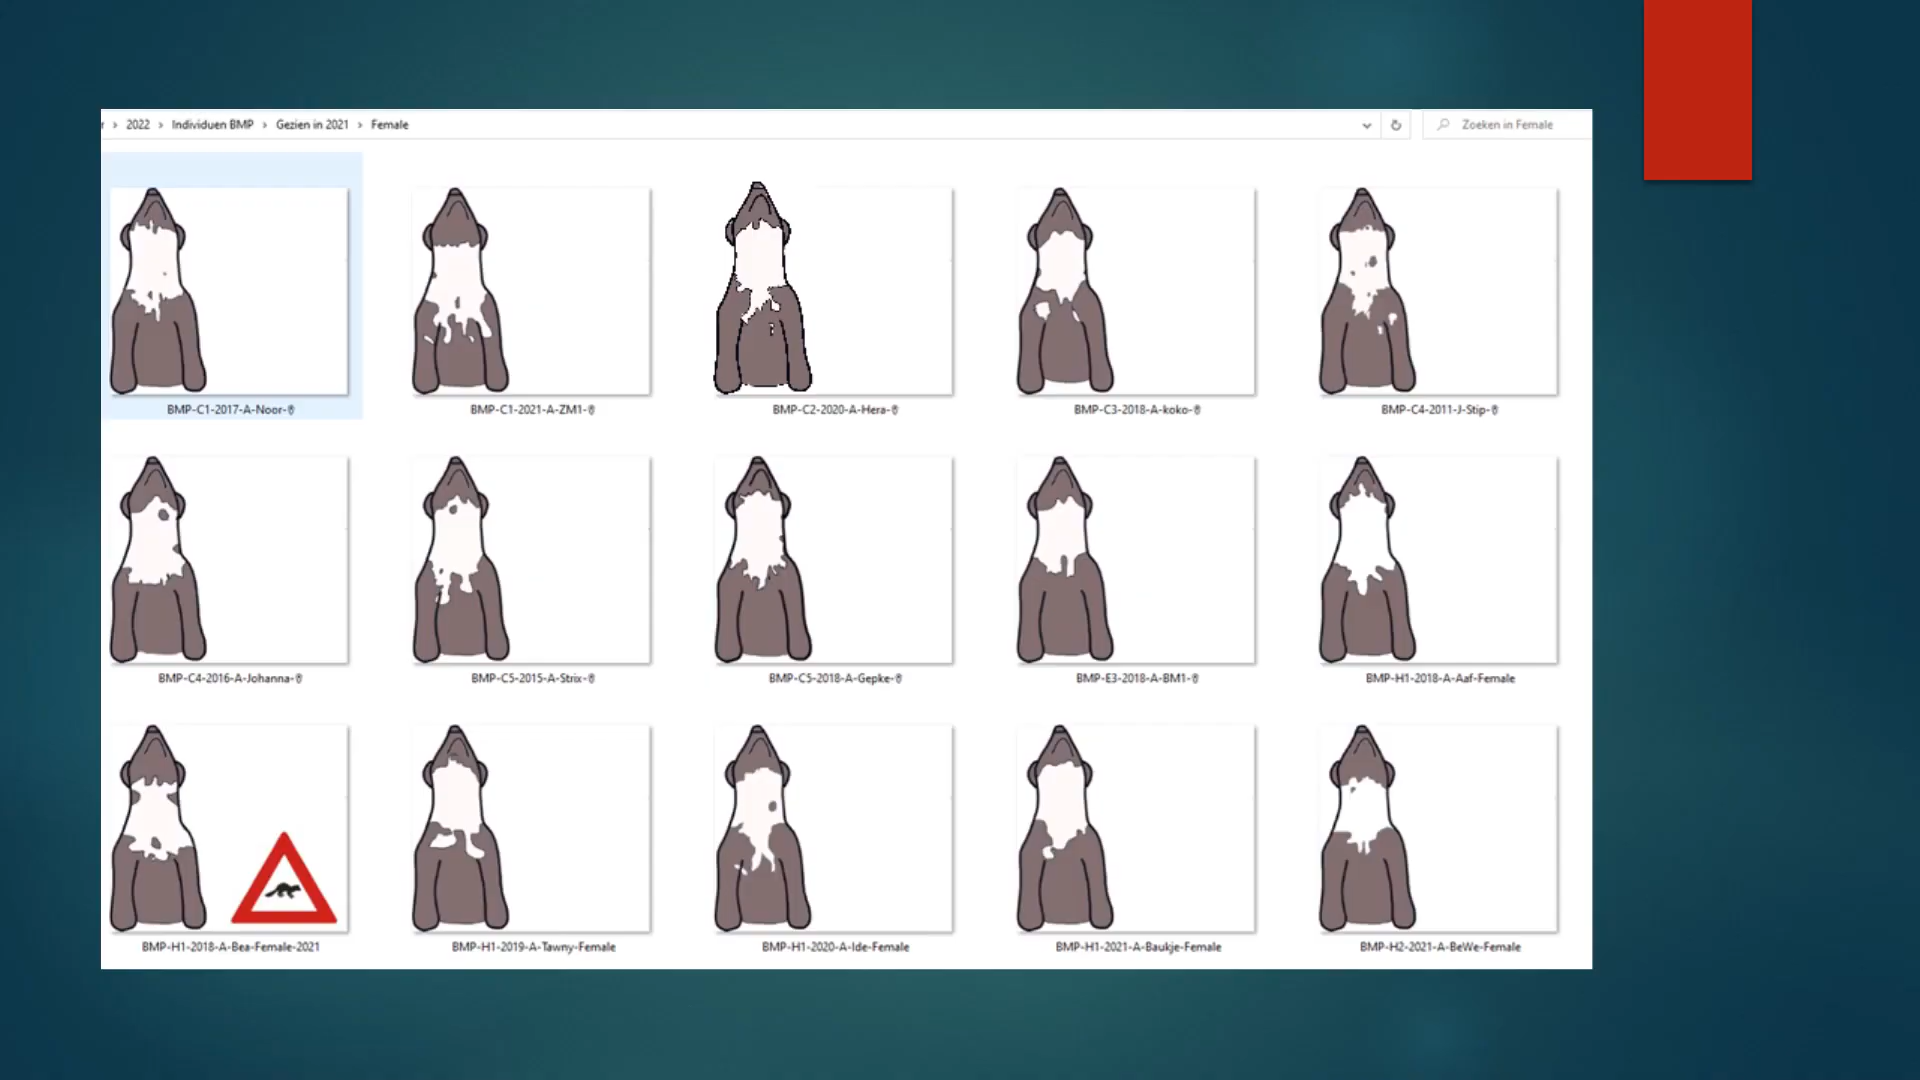 r > 2022 > Individuen BMP > Gezien in 2021 > Female
Zoeken in Female
BMP-C1-2017-A-Noor-
BMP-C1-2021-A-ZM1-
BMP-C2-2020-A-Hera-
BMP-C3-2018-A-koko-
BMP-C4-2011-J-Stip-
BMP-C4-2016-A-Johanna-
BMP-C5-2015-A-Strix-
BMP-C5-2018-A-Gepke-
BMP-E3-2018-A-BM1-
BMP-H1-2018-A-Aaf-Female
BMP-H1-2018-A-Bea-Female-2021
BMP-H1-2019-A-Tawny-Female
BMP-H1-2020-A-Ide-Female
BMP-H1-2021-A-Baukje-Female
BMP-H2-2021-A-BeWe-Female